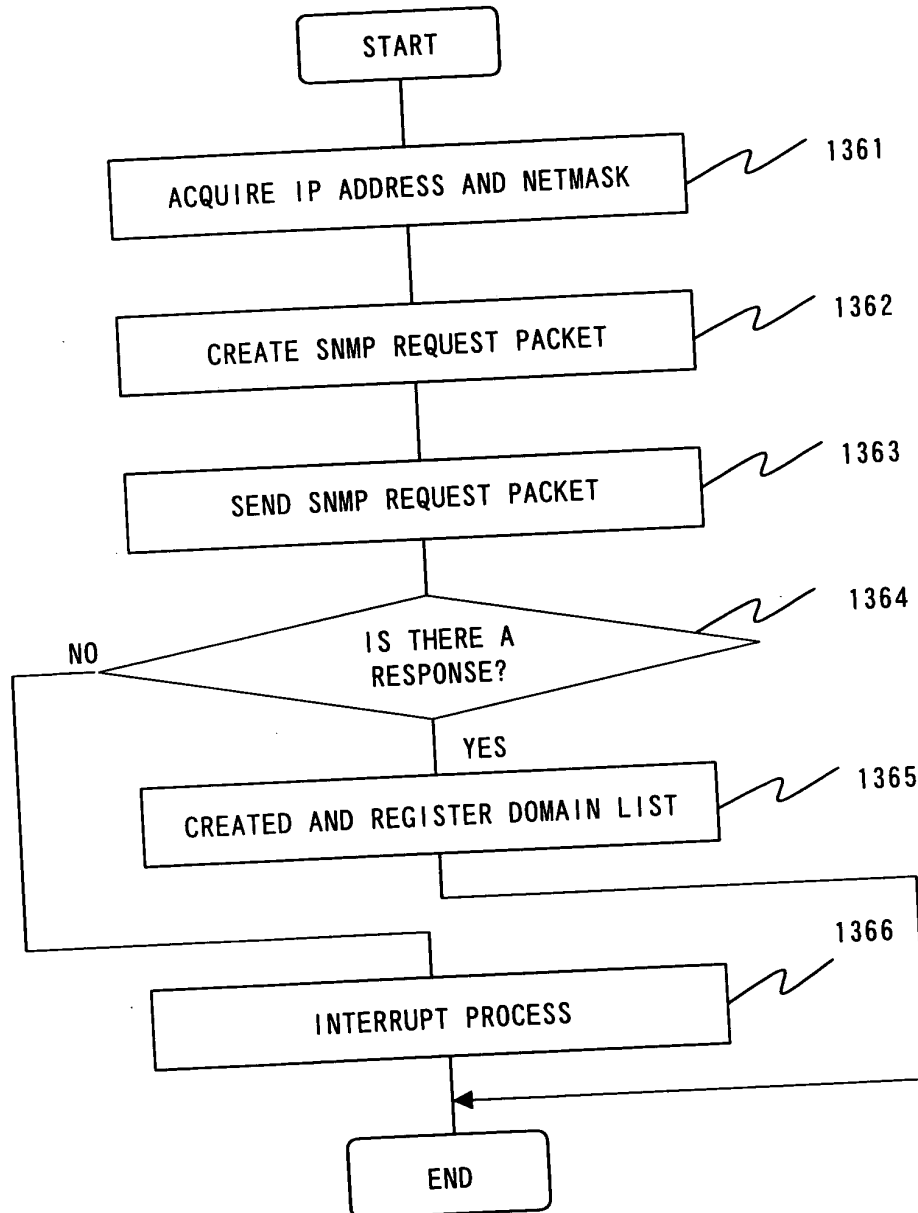 START
ACQUIRE IP ADDRESS AND NETMASK
1361
CREATE SNMP REQUEST PACKET
1362
SEND SNMP REQUEST PACKET
1363
IS THERE A
RESPONSE?
1364
NO
YES
CREATED AND REGISTER DOMAIN LIST
1365
INTERRUPT PROCESS
1366
END